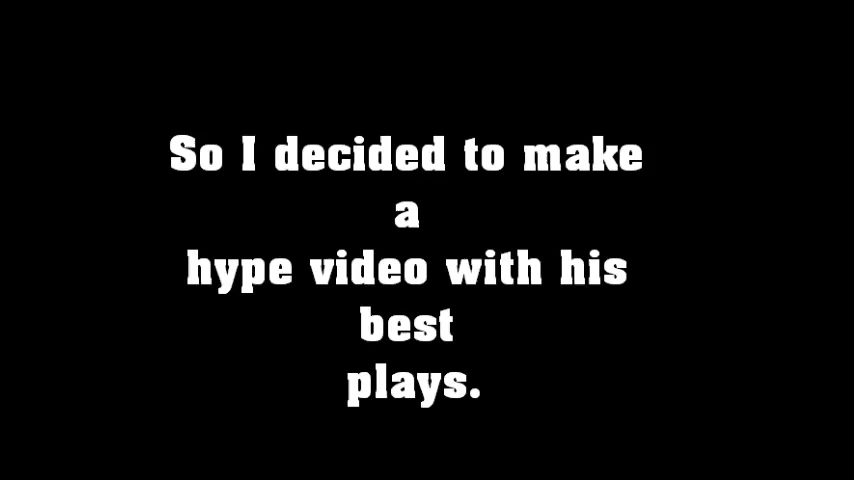 So I decided to make
a
hype video with his
best
plays.